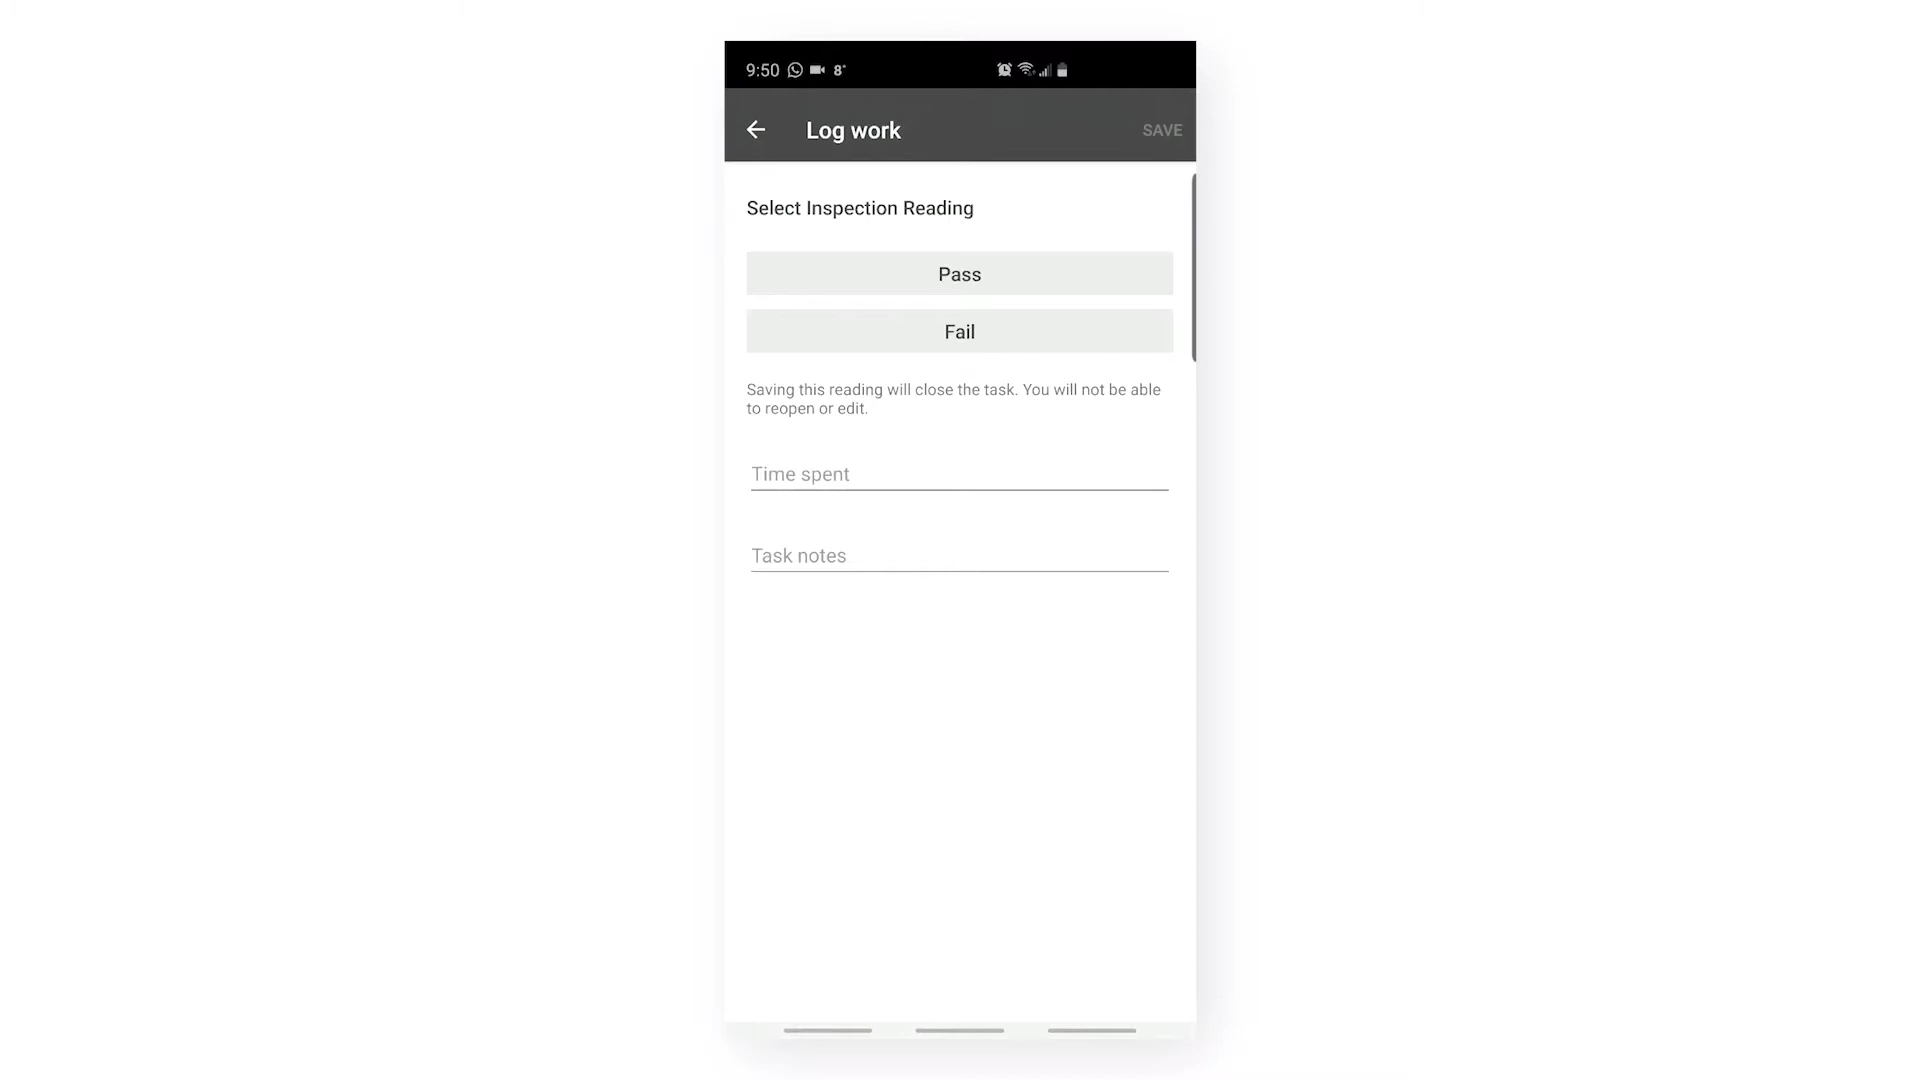 9:50 8°
Log work SAVE
Select Inspection Reading
Pass
Fail
Saving this reading will close the task. You will not be able
to reopen or edit.
Time spent
Task notes